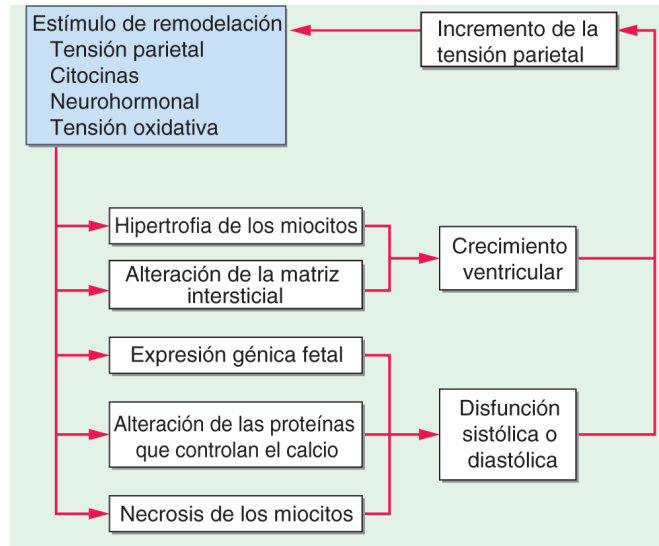 Estímulo de remodelación
Tensión parietal
Citocinas
Neurohormonal
Tensión oxidativa
Incremento de la
tensión parietal
Hipertrofia de los miocitos
Alteración de la matriz
intersticial
Crecimiento
ventricular
Expresión génica fetal
Alteración de las proteínas
que controlan el calcio
Necrosis de los miocitos
Disfunción
sistólica o
diastólica